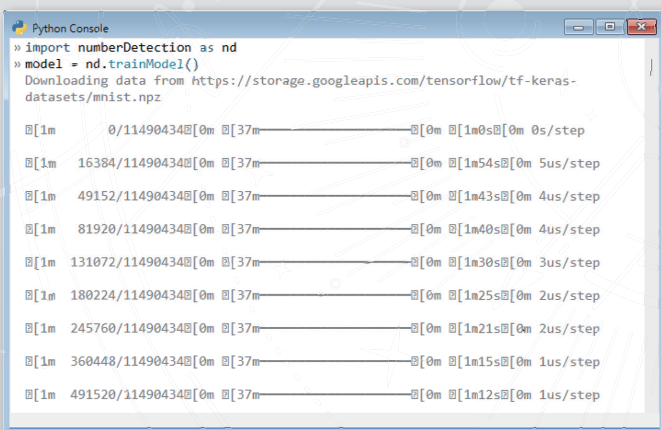 Python Console
» import numberDetection as nd
» model = nd.trainModel()
Downloading data from https://storage.googleapis.com/tensorflow/tf-keras-
datasets/mnist.npz
⍰[1m       0/11490434⍰[0m ⍰[37m━━━━━━━━━━━━━━━━━━━━⍰[0m ⍰[1m0s⍰[0m 0s/step
⍰[1m   16384/11490434⍰[0m ⍰[37m━━━━━━━━━━━━━━━━━━━━⍰[0m ⍰[1m54s⍰[0m 5us/step
⍰[1m   49152/11490434⍰[0m ⍰[37m━━━━━━━━━━━━━━━━━━━━⍰[0m ⍰[1m43s⍰[0m 4us/step
⍰[1m   81920/11490434⍰[0m ⍰[37m━━━━━━━━━━━━━━━━━━━━⍰[0m ⍰[1m40s⍰[0m 4us/step
⍰[1m  131072/11490434⍰[0m ⍰[37m━━━━━━━━━━━━━━━━━━━━⍰[0m ⍰[1m30s⍰[0m 3us/step
⍰[1m  180224/11490434⍰[0m ⍰[37m━━━━━━━━━━━━━━━━━━━━⍰[0m ⍰[1m25s⍰[0m 2us/step
⍰[1m  245760/11490434⍰[0m ⍰[37m━━━━━━━━━━━━━━━━━━━━⍰[0m ⍰[1m21s⍰[0m 2us/step
⍰[1m  360448/11490434⍰[0m ⍰[37m━━━━━━━━━━━━━━━━━━━━⍰[0m ⍰[1m15s⍰[0m 1us/step
⍰[1m  491520/11490434⍰[0m ⍰[37m━━━━━━━━━━━━━━━━━━━━⍰[0m ⍰[1m12s⍰[0m 1us/step